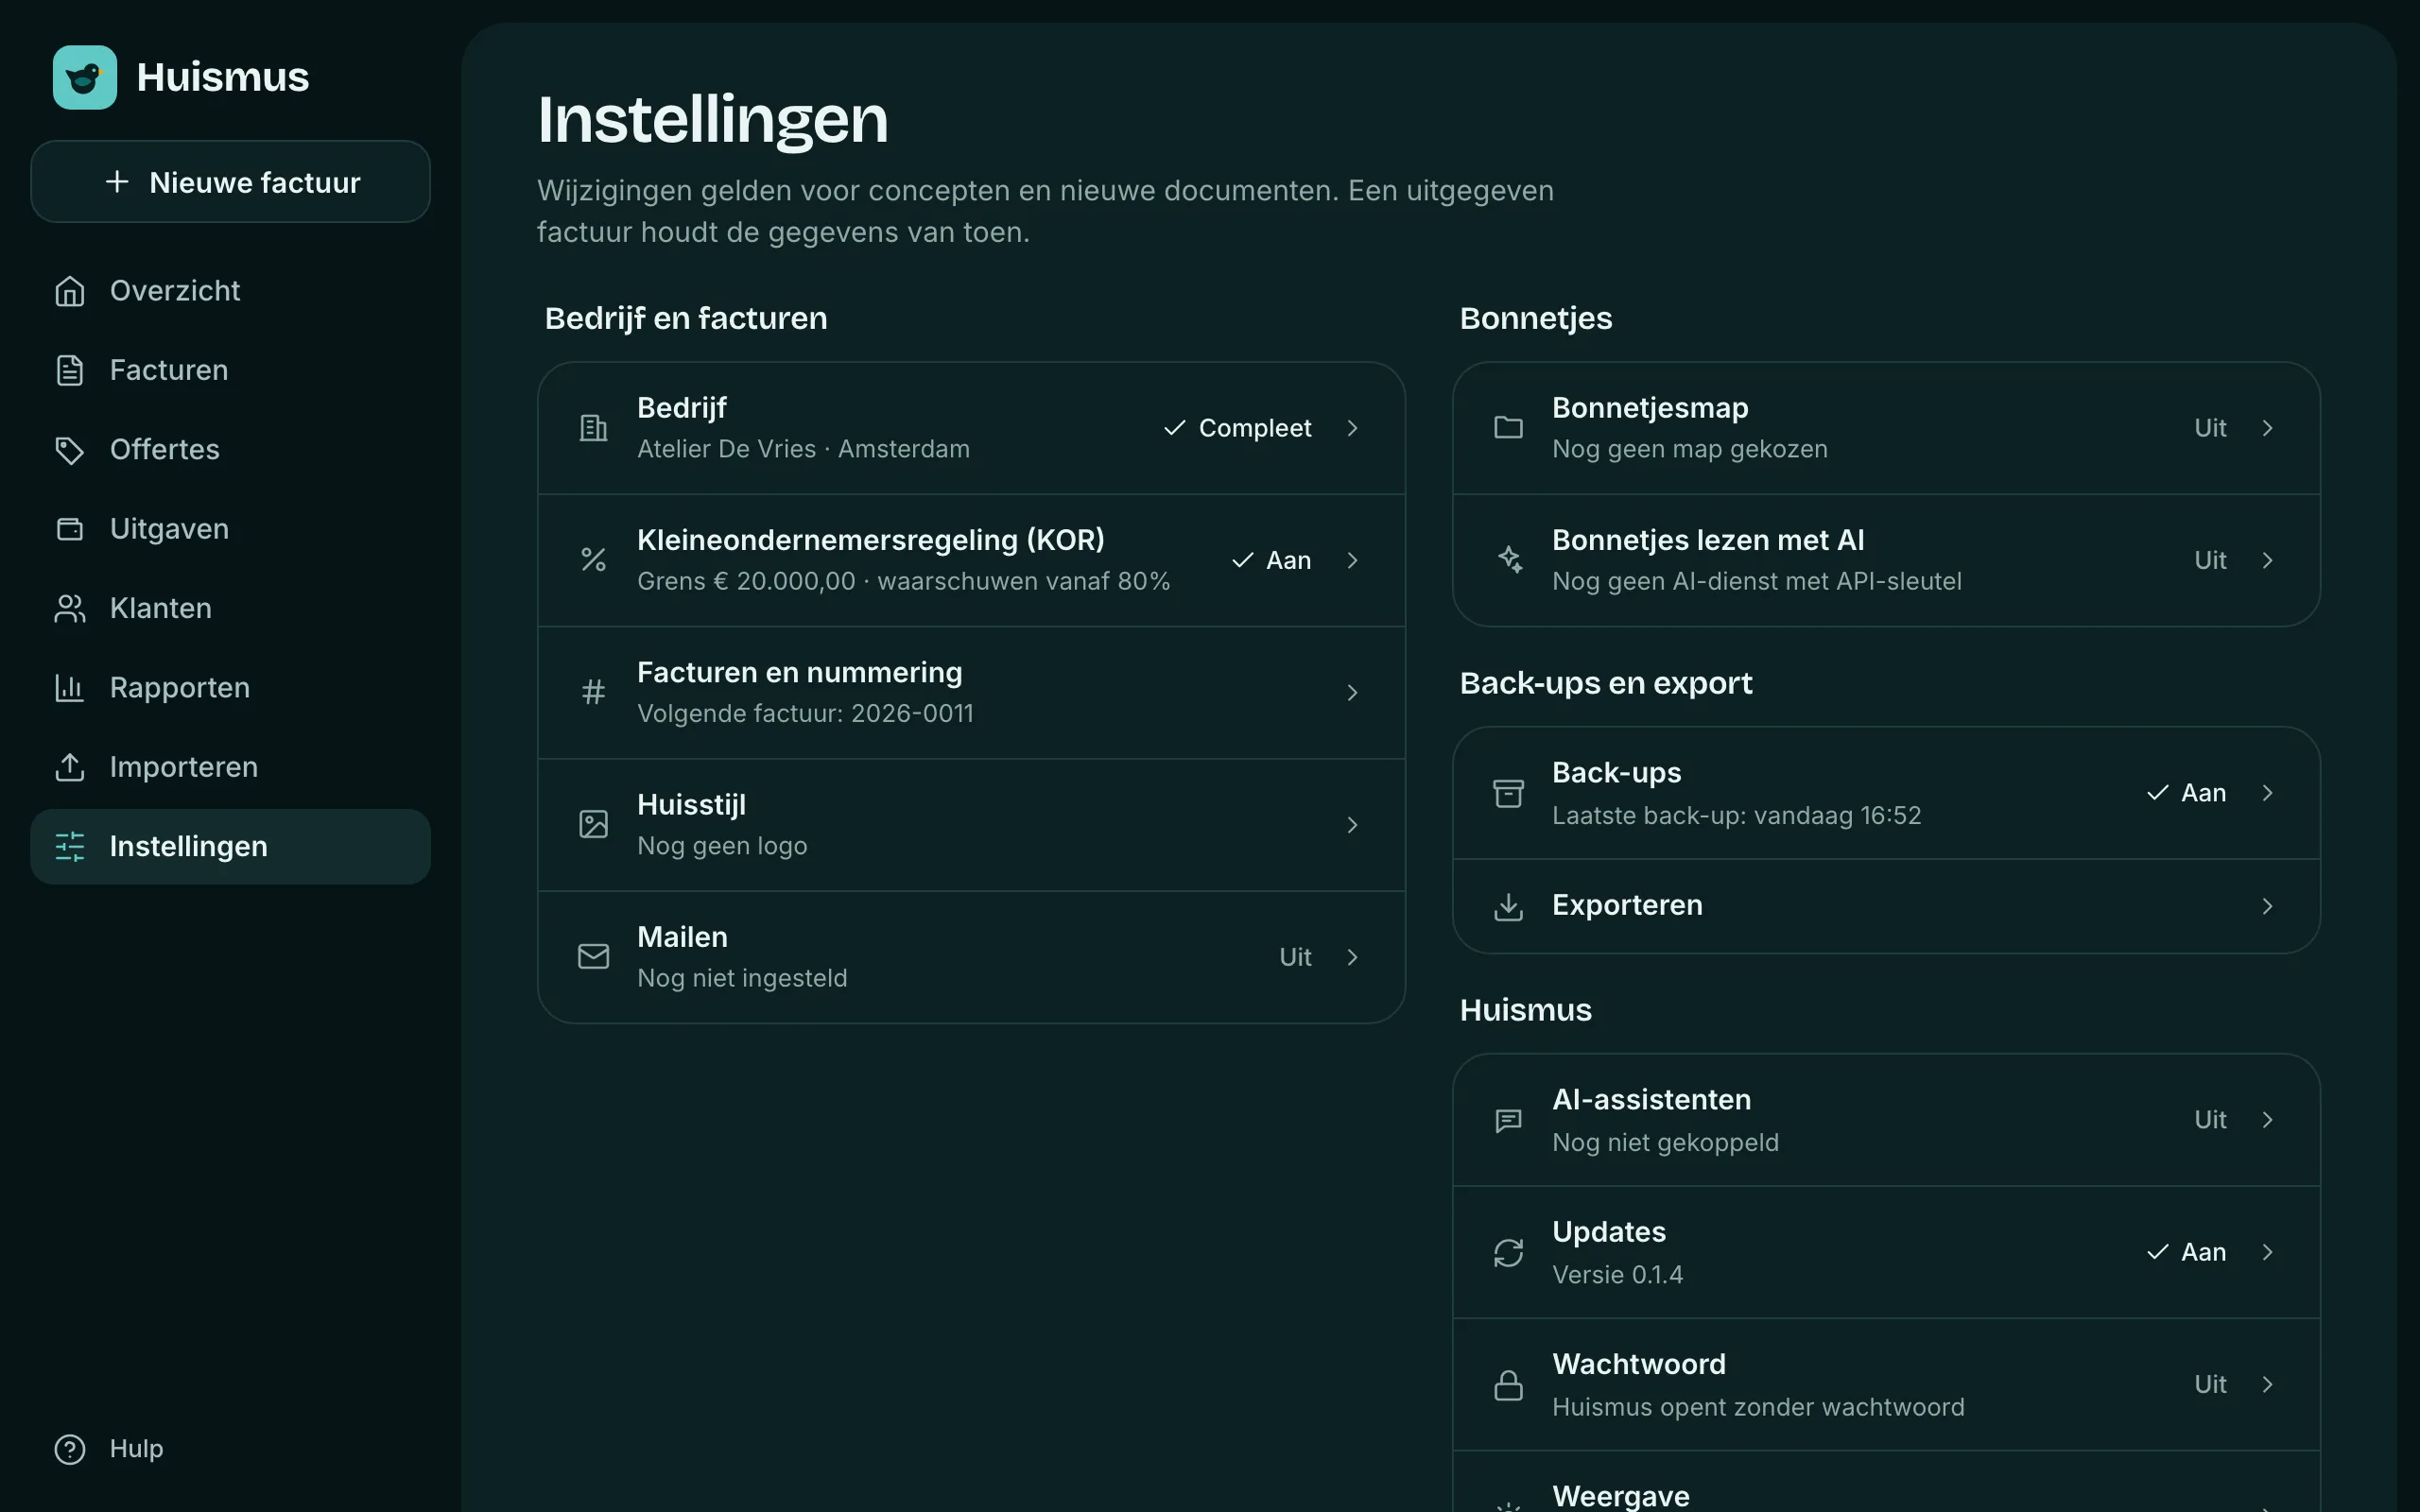 Huismus
Nieuwe factuur
Overzicht
Facturen
Offertes
Uitgaven
Klanten
Rapporten
Importeren
Instellingen
Hulp
Instellingen
Wijzigingen gelden voor concepten en nieuwe documenten. Een uitgegeven
factuur houdt de gegevens van toen.
Bedrijf en facturen
Bedrijf
Atelier De Vries · Amsterdam
Compleet
Kleineondernemersregeling (KOR)
Grens € 20.000,00 · waarschuwen vanaf 80%
Aan
Facturen en nummering
Volgende factuur: 2026-0011
Huisstijl
Nog geen logo
Mailen
Nog niet ingesteld
Uit
Bonnetjes
Bonnetjesmap
Nog geen map gekozen
Uit
Bonnetjes lezen met AI
Nog geen AI-dienst met API-sleutel
Uit
Back-ups en export
Back-ups
Laatste back-up: vandaag 16:52
Aan
Exporteren
Huismus
AI-assistenten
Nog niet gekoppeld
Uit
Updates
Versie 0.1.4
Aan
Wachtwoord
Huismus opent zonder wachtwoord
Uit
Weergave